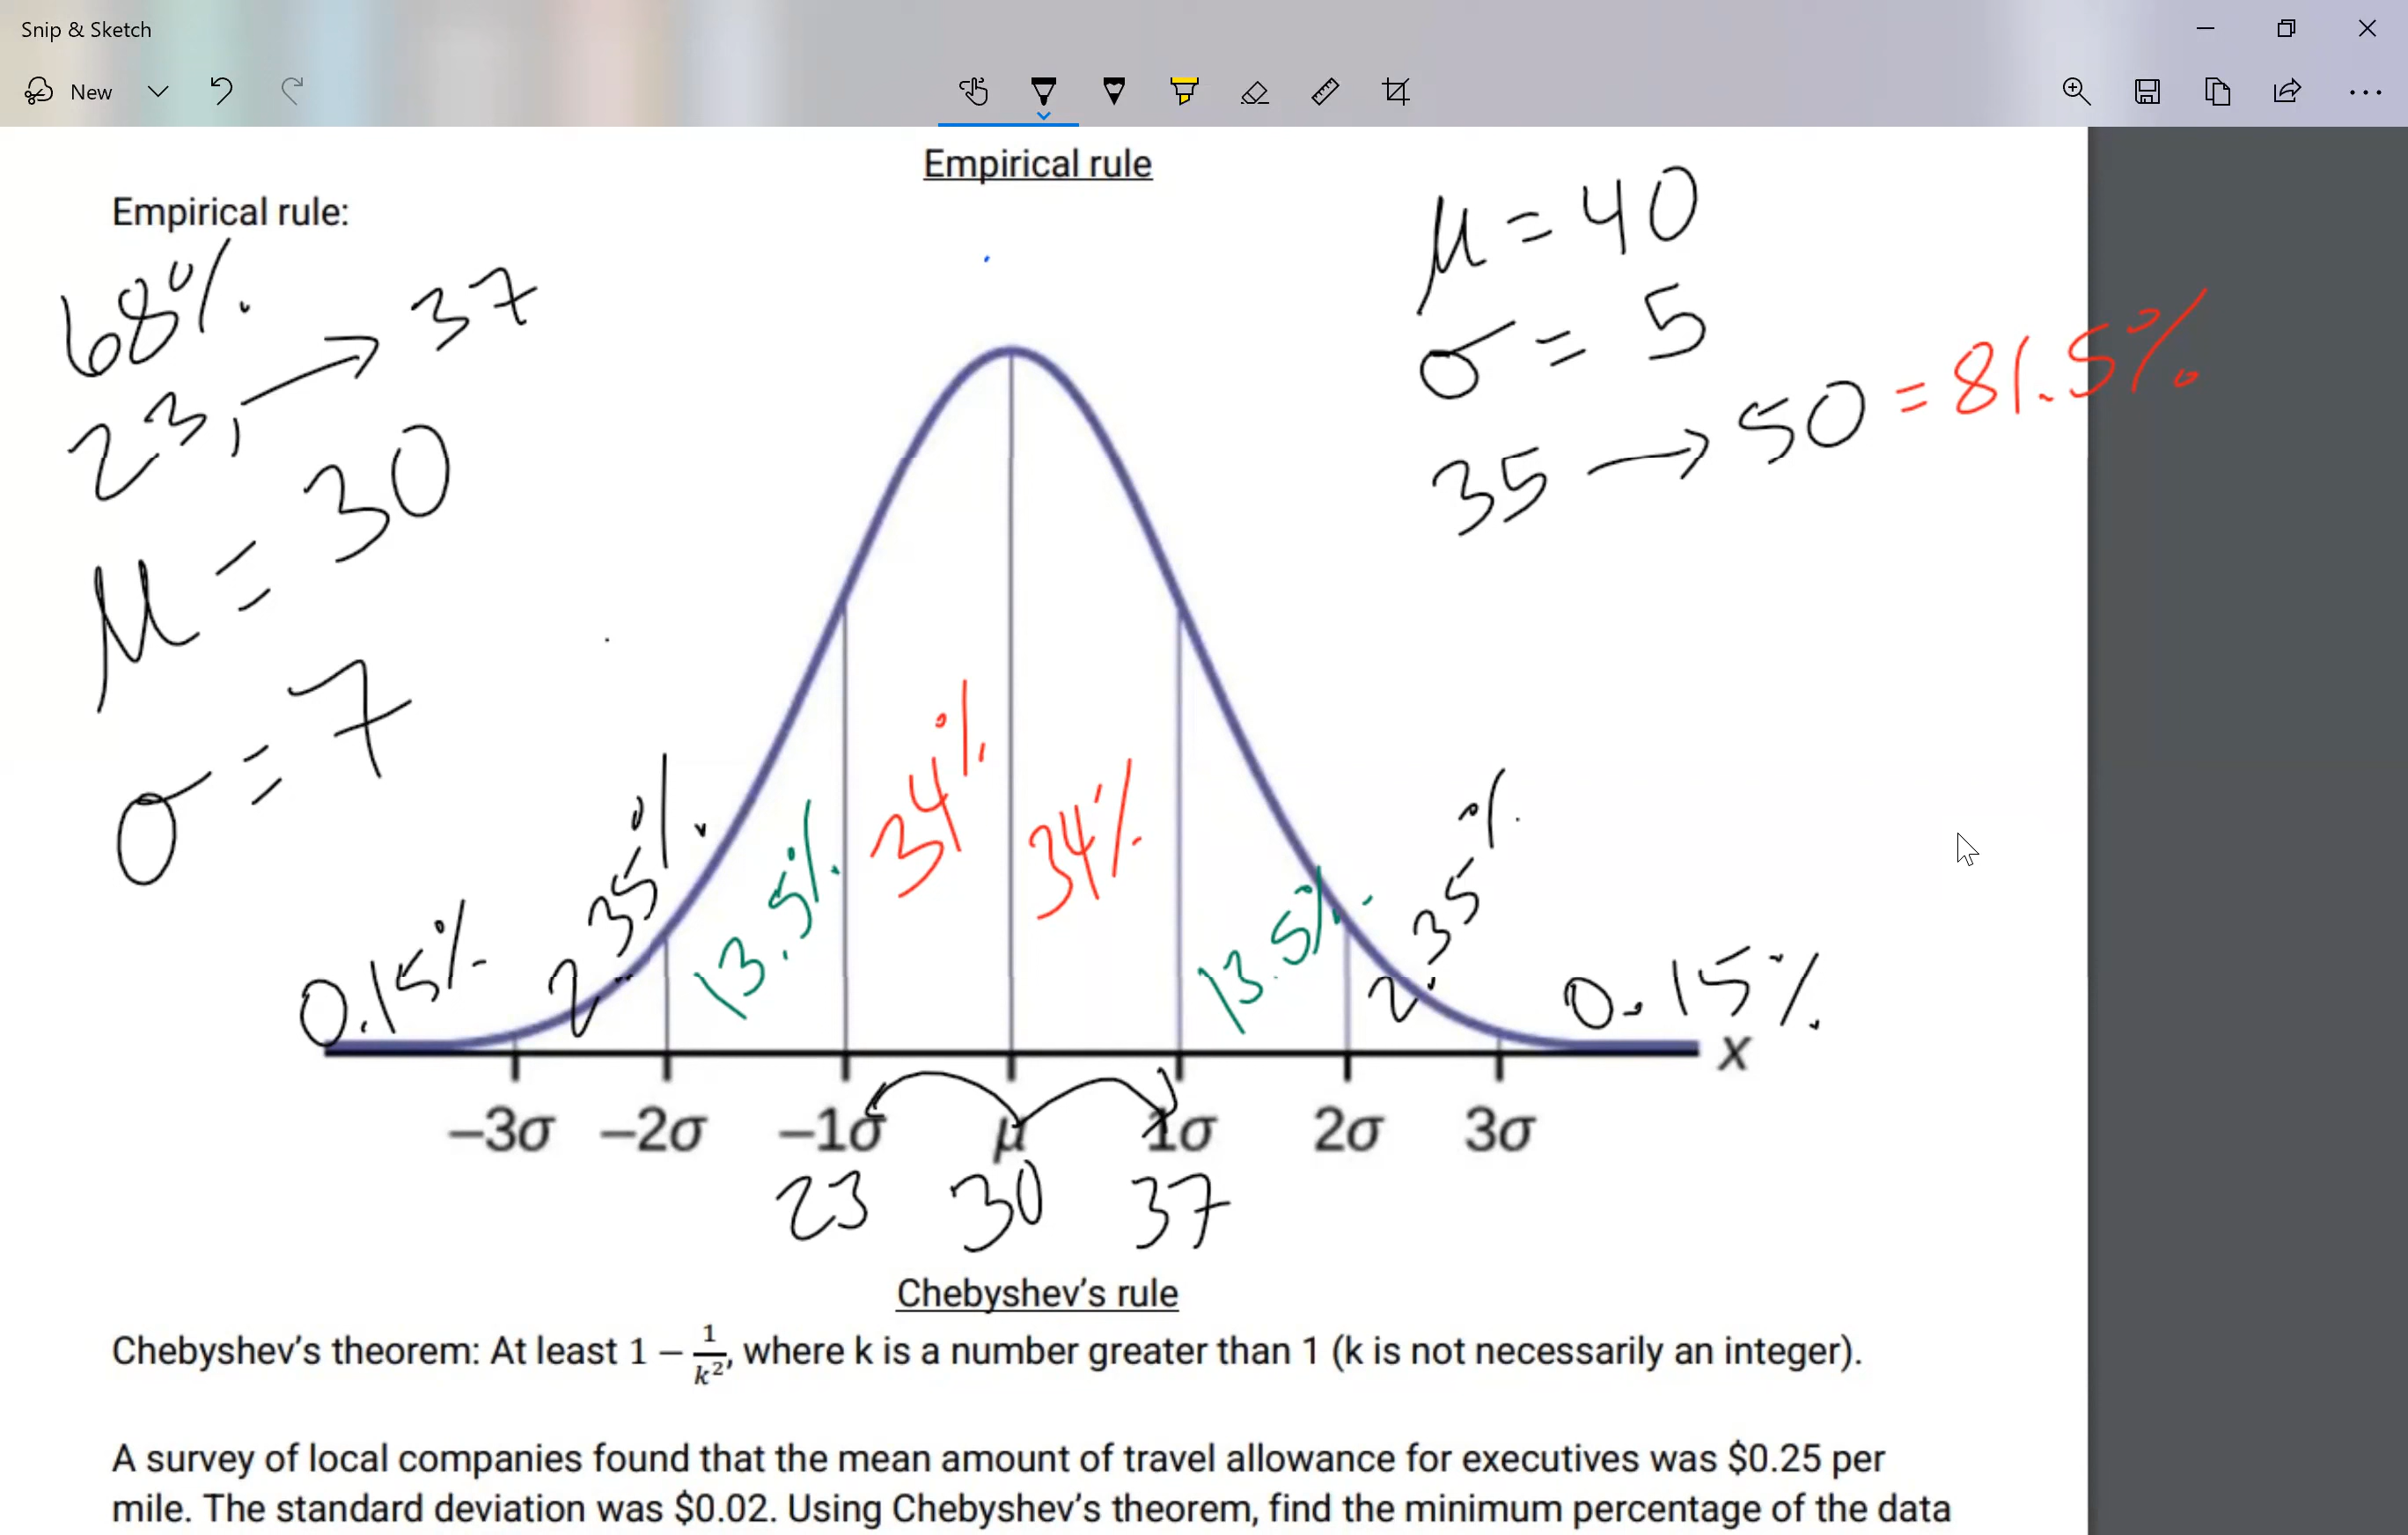 Snip & Sketch
New
Empirical rule
Empirical rule:
68%
23, → 37
μ = 30
σ = 7
μ = 40
σ = 5
35 → 50 = 81.5%
0.15% 2.35% 13.5% 34% 34% 13.5% 2.35% 0.15%
x
−3σ −2σ −1σ μ 1σ 2σ 3σ
23 30 37
Chebyshev’s rule
Chebyshev’s theorem: At least 1 − 1/k², where k is a number greater than 1 (k is not necessarily an integer).
A survey of local companies found that the mean amount of travel allowance for executives was $0.25 per
mile. The standard deviation was $0.02. Using Chebyshev’s theorem, find the minimum percentage of the data